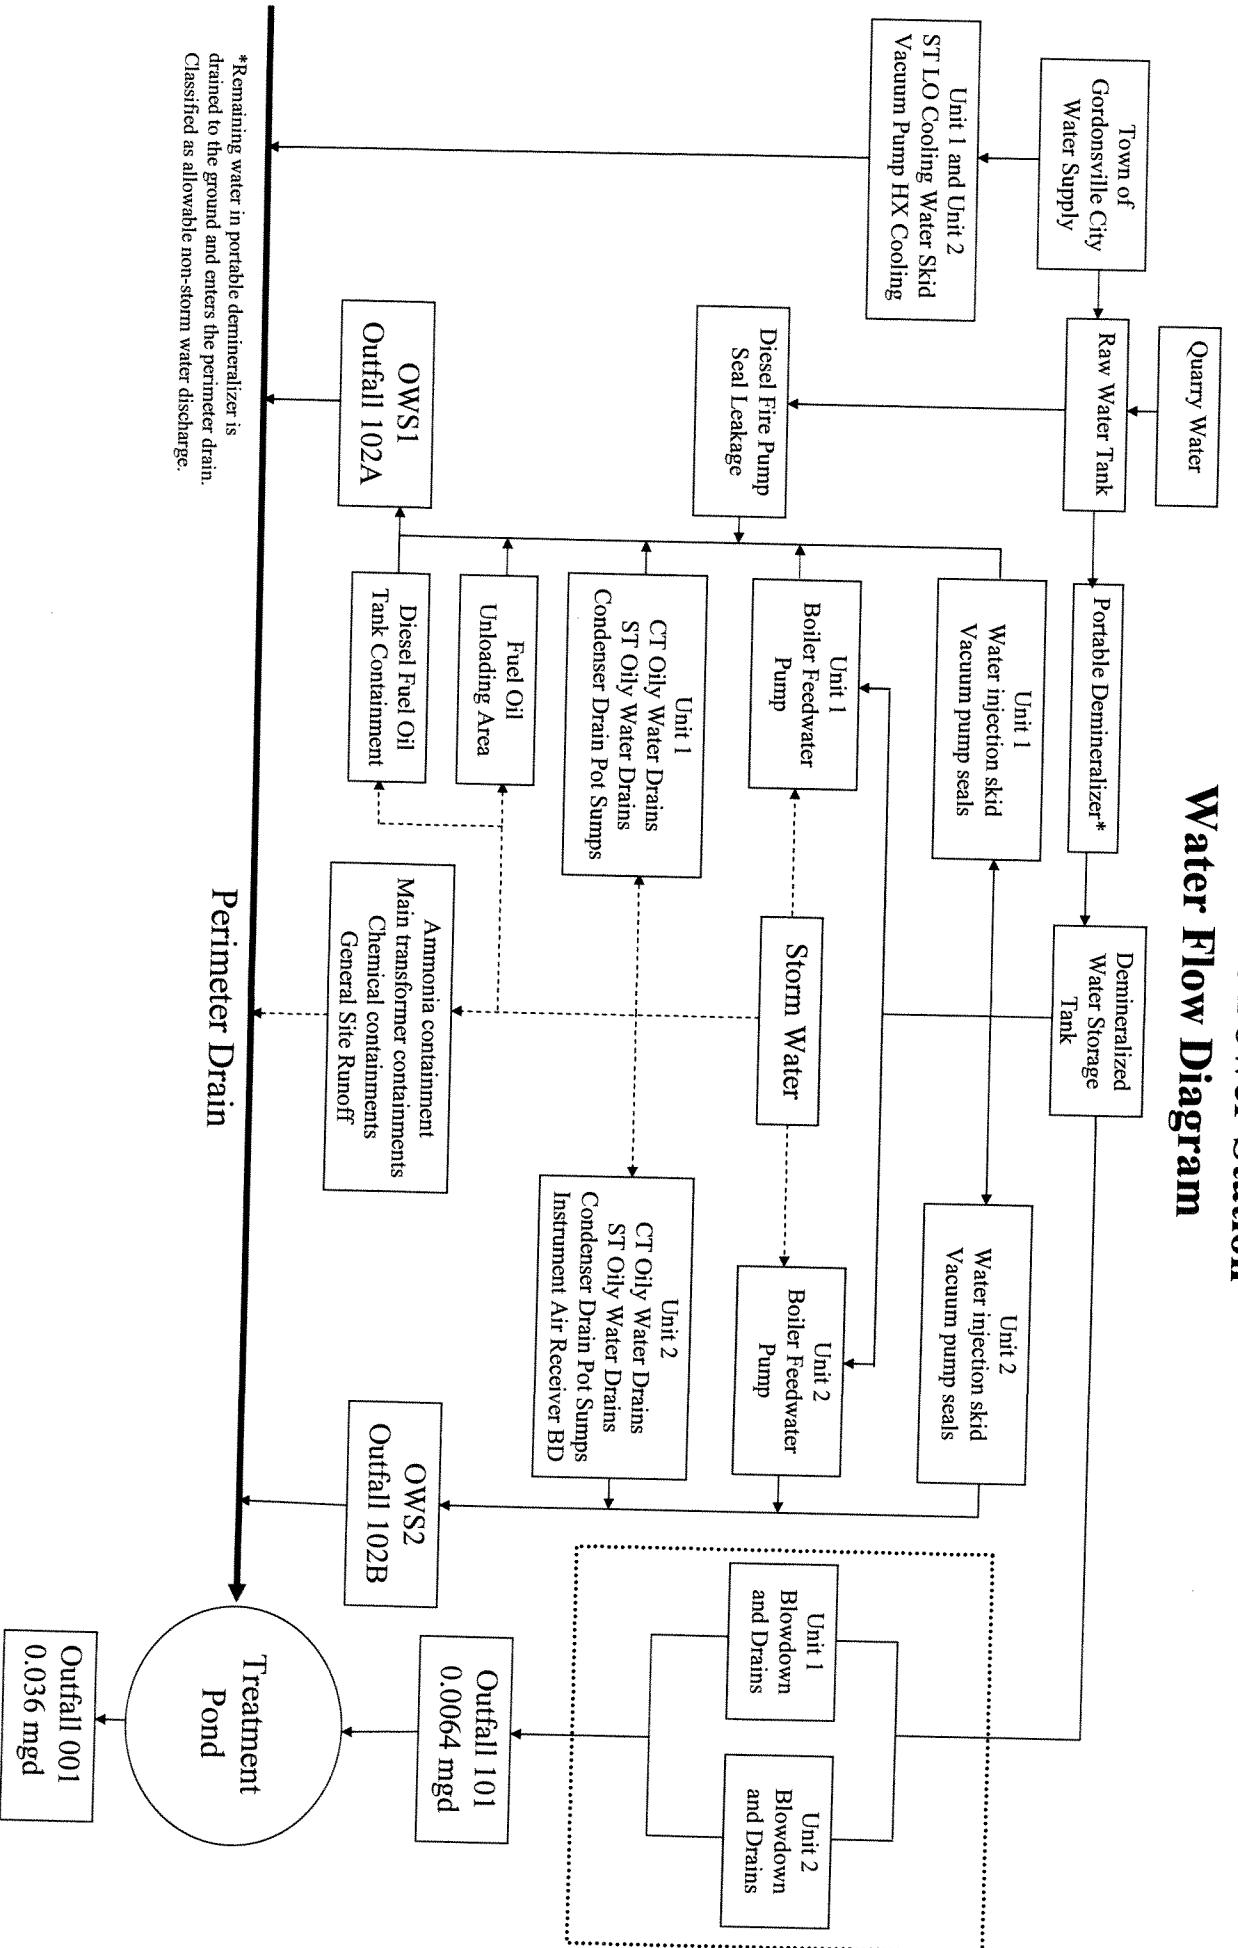 Water Flow Diagram
Town of
Gordonsville City
Water Supply
Quarry Water
Raw Water Tank
Portable Demineralizer*
Demineralized
Water Storage
Tank
Unit 1 and Unit 2
ST LO Cooling Water Skid
Vacuum Pump HX Cooling
Unit 1
Water injection skid
Vacuum pump seals
Unit 2
Water injection skid
Vacuum pump seals
Diesel Fire Pump
Seal Leakage
Unit 1
Boiler Feedwater
Pump
Storm Water
Unit 2
Boiler Feedwater
Pump
Unit 1
Blowdown
and Drains
Unit 2
Blowdown
and Drains
Unit 1
CT Oily Water Drains
ST Oily Water Drains
Condenser Drain Pot Sumps
Unit 2
CT Oily Water Drains
ST Oily Water Drains
Condenser Drain Pot Sumps
Instrument Air Receiver BD
Fuel Oil
Unloading Area
Diesel Fuel Oil
Tank Containment
Ammonia containment
Main transformer containments
Chemical containments
General Site Runoff
OWS1
Outfall 102A
OWS2
Outfall 102B
Outfall 101
0.0064 mgd
Perimeter Drain
Treatment
Pond
Outfall 001
0.036 mgd
*Remaining water in portable demineralizer is
drained to the ground and enters the perimeter drain.
Classified as allowable non-storm water discharge.